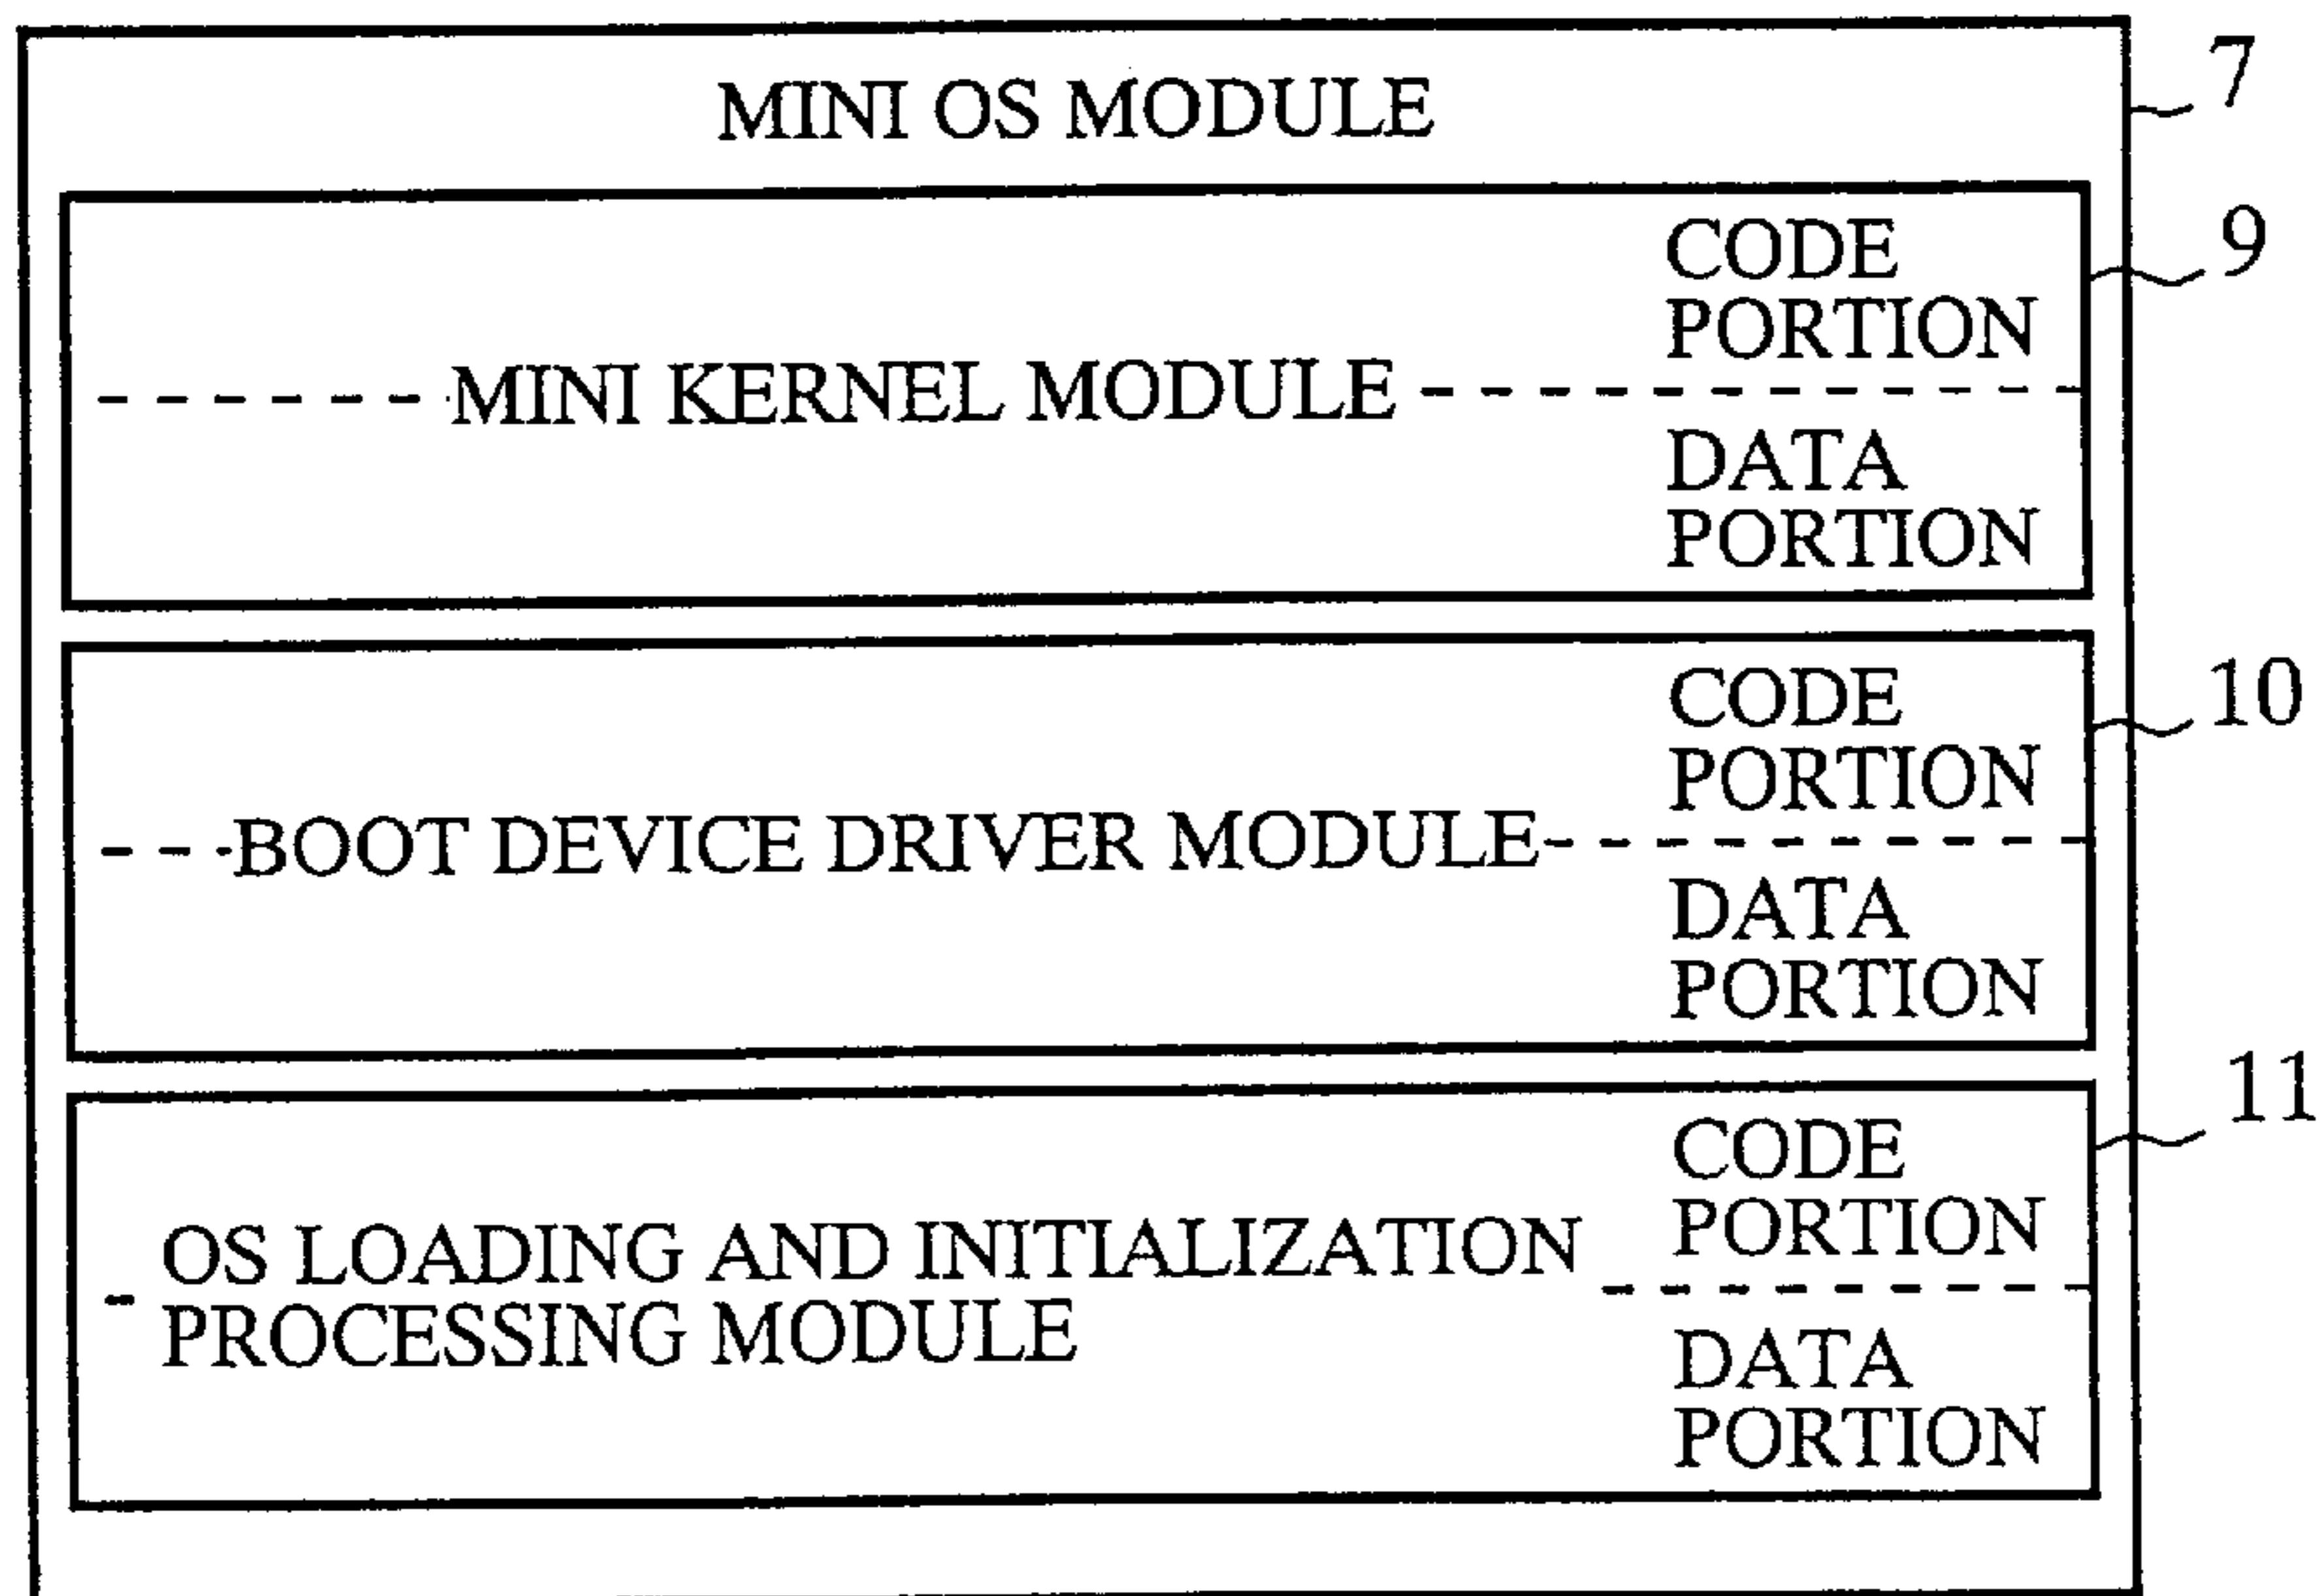 MINI OS MODULE
7
CODE
PORTION
9
MINI KERNEL MODULE
DATA
PORTION
CODE
PORTION
10
BOOT DEVICE DRIVER MODULE
DATA
PORTION
11
CODE
PORTION
OS LOADING AND INITIALIZATION
PROCESSING MODULE
DATA
PORTION